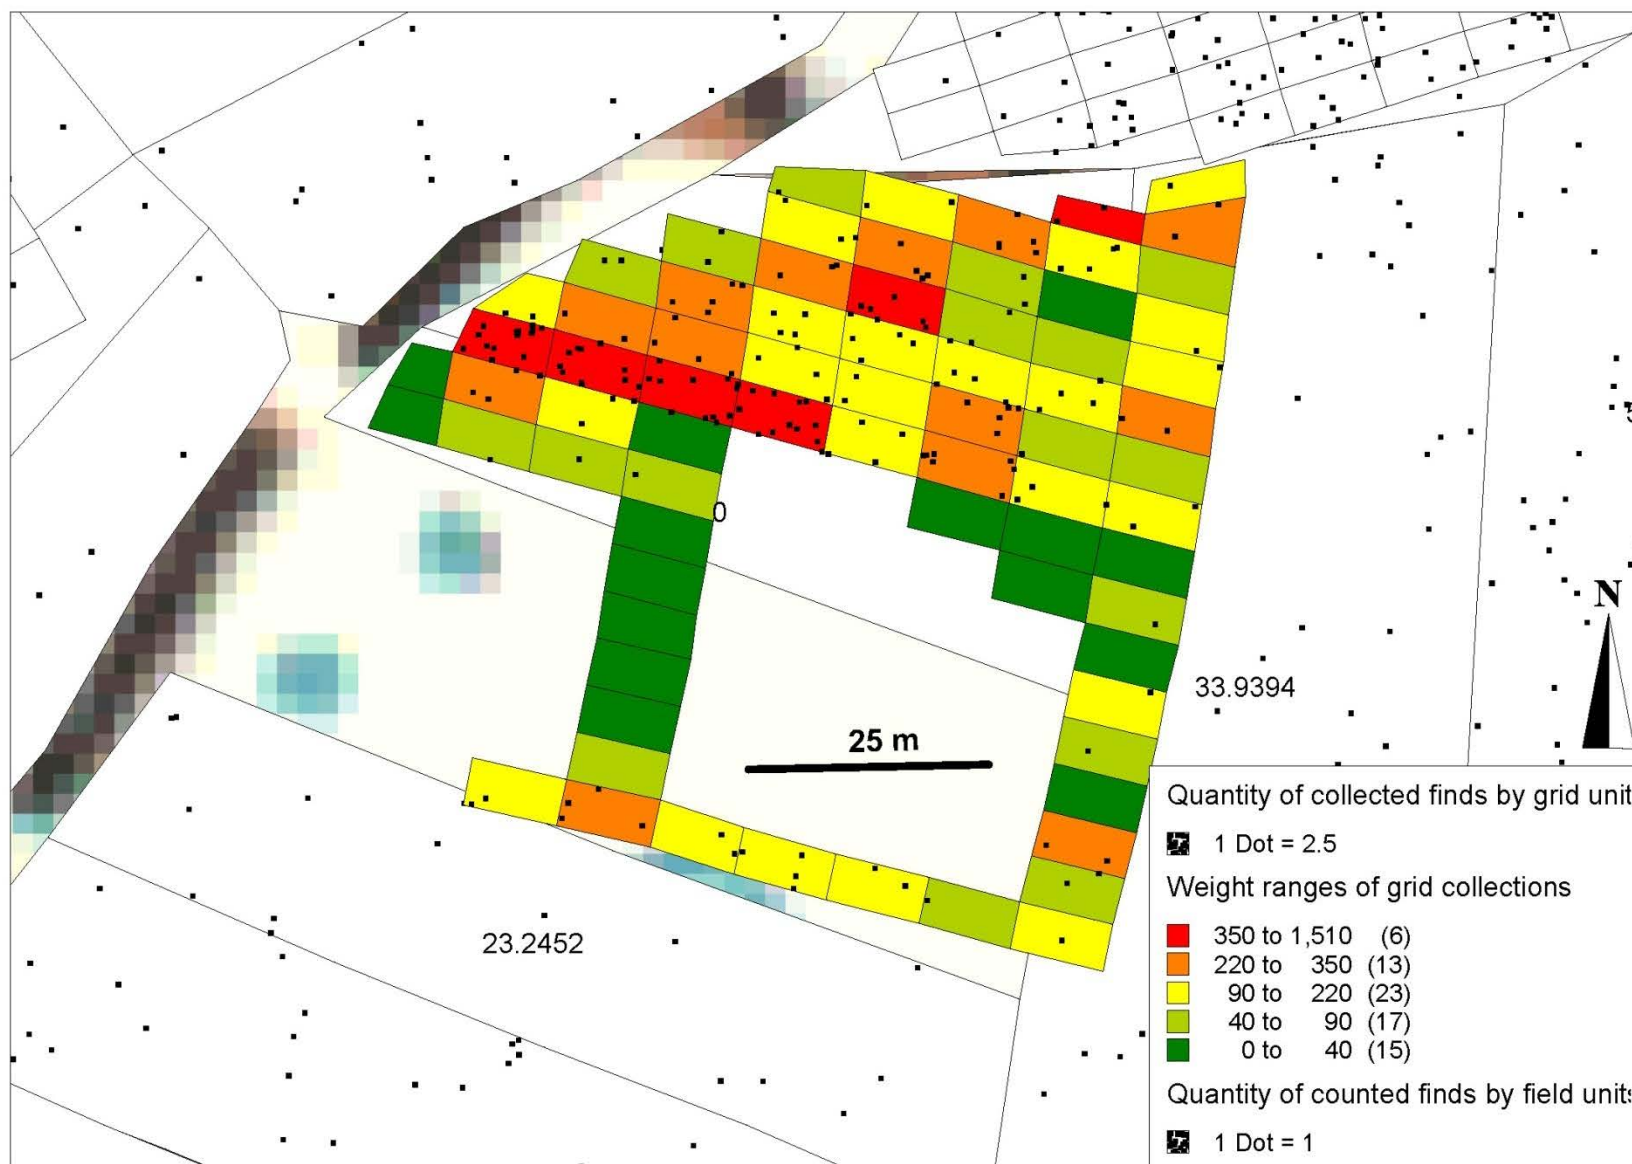 0
N
33.9394
25 m
23.2452
Quantity of collected finds by grid unit
1 Dot = 2.5
Weight ranges of grid collections
350 to 1,510 (6)
220 to 350 (13)
90 to 220 (23)
40 to 90 (17)
0 to 40 (15)
Quantity of counted finds by field units
1 Dot = 1